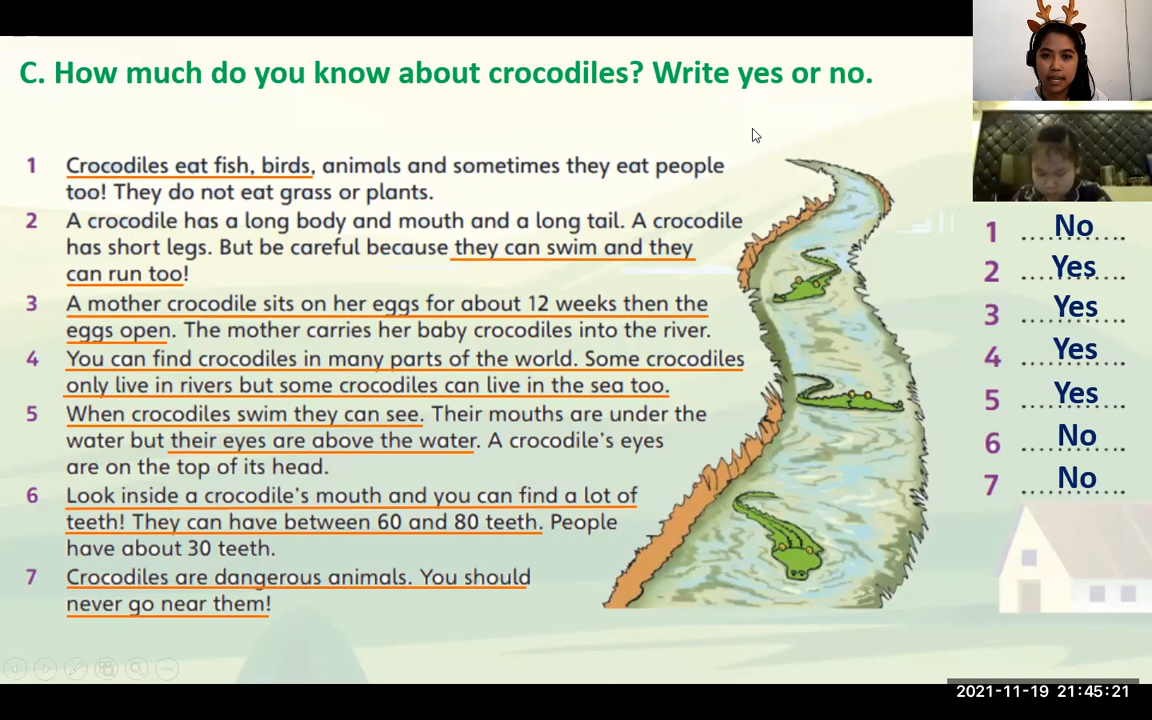 C. How much do you know about crocodiles? Write yes or no.
1 Crocodiles eat fish, birds, animals and sometimes they eat people
too! They do not eat grass or plants.
2 A crocodile has a long body and mouth and a long tail. A crocodile
has short legs. But be careful because they can swim and they
can run too!
3 A mother crocodile sits on her eggs for about 12 weeks then the
eggs open. The mother carries her baby crocodiles into the river.
4 You can find crocodiles in many parts of the world. Some crocodiles
only live in rivers but some crocodiles can live in the sea too.
5 When crocodiles swim they can see. Their mouths are under the
water but their eyes are above the water. A crocodile's eyes
are on the top of its head.
6 Look inside a crocodile's mouth and you can find a lot of
teeth! They can have between 60 and 80 teeth. People
have about 30 teeth.
7 Crocodiles are dangerous animals. You should
never go near them!
1 No
2 Yes
3 Yes
4 Yes
5 Yes
6 No
7 No
2021-11-19 21:45:21